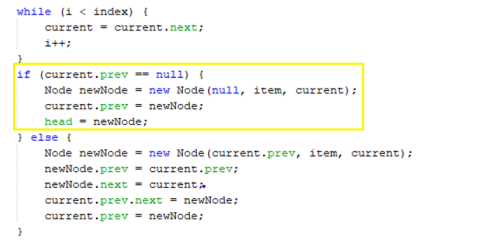 while (i < index) {
current = current.next;
i++;
}
if (current.prev == null) {
Node newNode = new Node(null, item, current);
current.prev = newNode;
head = newNode;
} else {
Node newNode = new Node(current.prev, item, current);
newNode.prev = current.prev;
newNode.next = current;
current.prev.next = newNode;
current.prev = newNode;
}